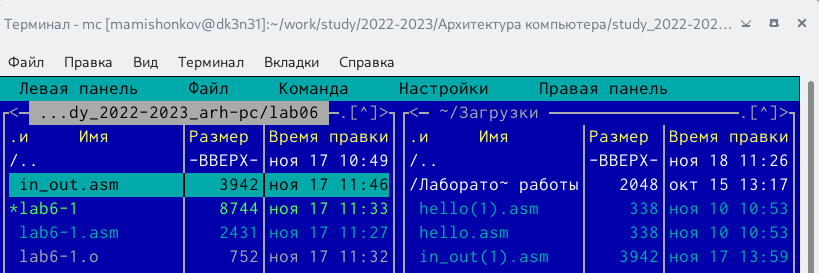 Терминал - mc [mamishonkov@dk3n31]:~/work/study/2022-2023/Архитектура компьютера/study_2022-202...
Файл Правка Вид Терминал Вкладки Справка
Левая панель Файл Команда Настройки Правая панель
<— ...dy_2022-2023_arh-pc/lab06 .[^]> <— ~/Загрузки .[^]>
.и Имя Размер Время правки .и Имя Размер Время правки
/.. -ВВЕРХ- ноя 17 10:49 /.. -ВВЕРХ- ноя 18 11:26
in_out.asm 3942 ноя 17 11:46 /Лаборато~ работы 2048 окт 15 13:17
*lab6-1 8744 ноя 17 11:33 hello(1).asm 338 ноя 10 10:53
lab6-1.asm 2431 ноя 17 11:27 hello.asm 338 ноя 10 10:53
lab6-1.o 752 ноя 17 11:32 in_out(1).asm 3942 ноя 17 13:59